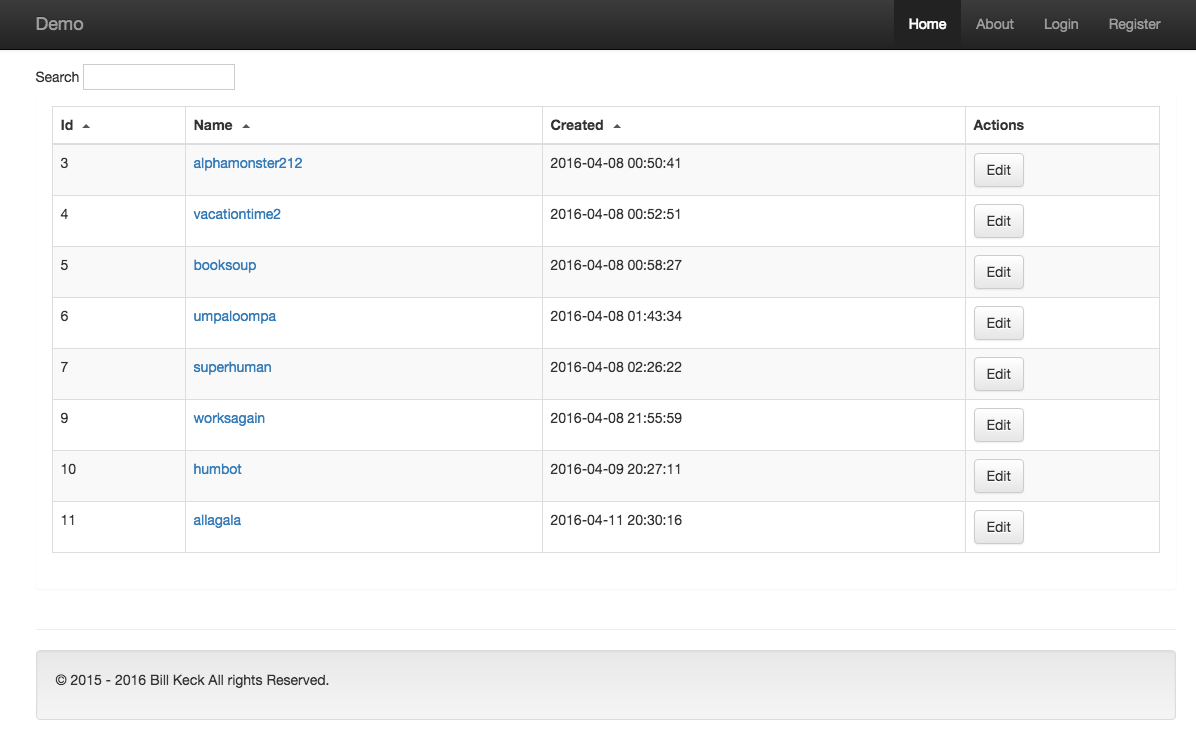 Demo Home About Login Register
Search
Id Name Created Actions
3 alphamonster212 2016-04-08 00:50:41 Edit
4 vacationtime2 2016-04-08 00:52:51 Edit
5 booksoup 2016-04-08 00:58:27 Edit
6 umpaloompa 2016-04-08 01:43:34 Edit
7 superhuman 2016-04-08 02:26:22 Edit
9 worksagain 2016-04-08 21:55:59 Edit
10 humbot 2016-04-09 20:27:11 Edit
11 allagala 2016-04-11 20:30:16 Edit
© 2015 - 2016 Bill Keck All rights Reserved.